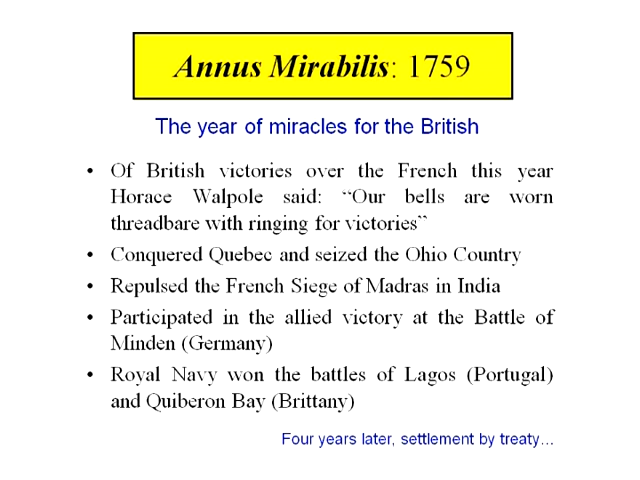 Annus Mirabilis: 1759
The year of miracles for the British
• Of British victories over the French this year
Horace Walpole said: “Our bells are worn
threadbare with ringing for victories”
• Conquered Quebec and seized the Ohio Country
• Repulsed the French Siege of Madras in India
• Participated in the allied victory at the Battle of
Minden (Germany)
• Royal Navy won the battles of Lagos (Portugal)
and Quiberon Bay (Brittany)
Four years later, settlement by treaty...